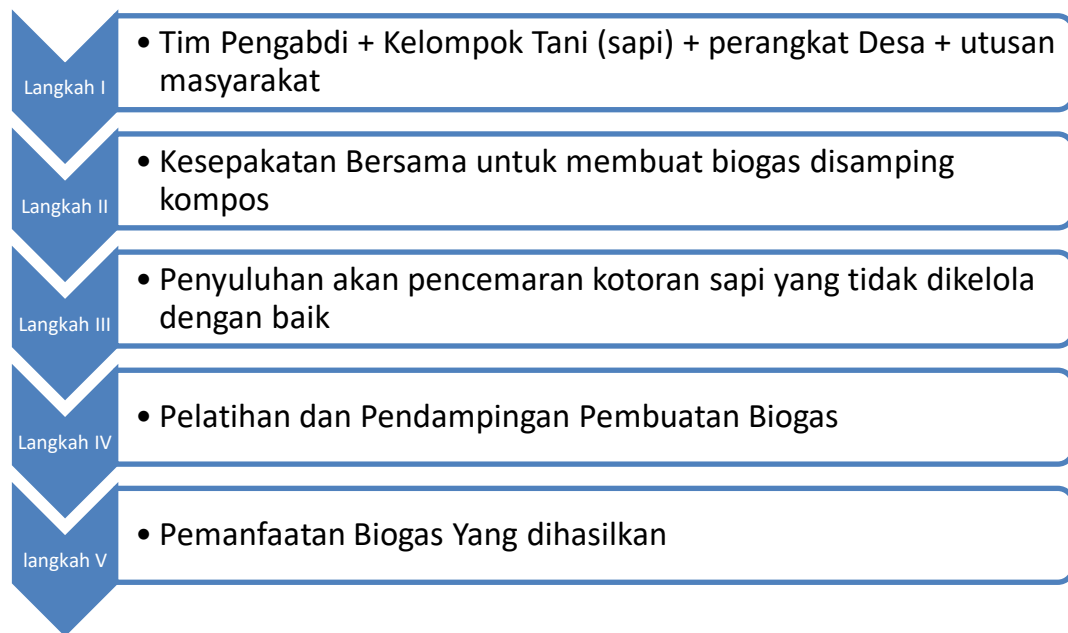 Langkah I
• Tim Pengabdi + Kelompok Tani (sapi) + perangkat Desa + utusan
masyarakat
Langkah II
• Kesepakatan Bersama untuk membuat biogas disamping
kompos
Langkah III
• Penyuluhan akan pencemaran kotoran sapi yang tidak dikelola
dengan baik
Langkah IV
• Pelatihan dan Pendampingan Pembuatan Biogas
langkah V
• Pemanfaatan Biogas Yang dihasilkan